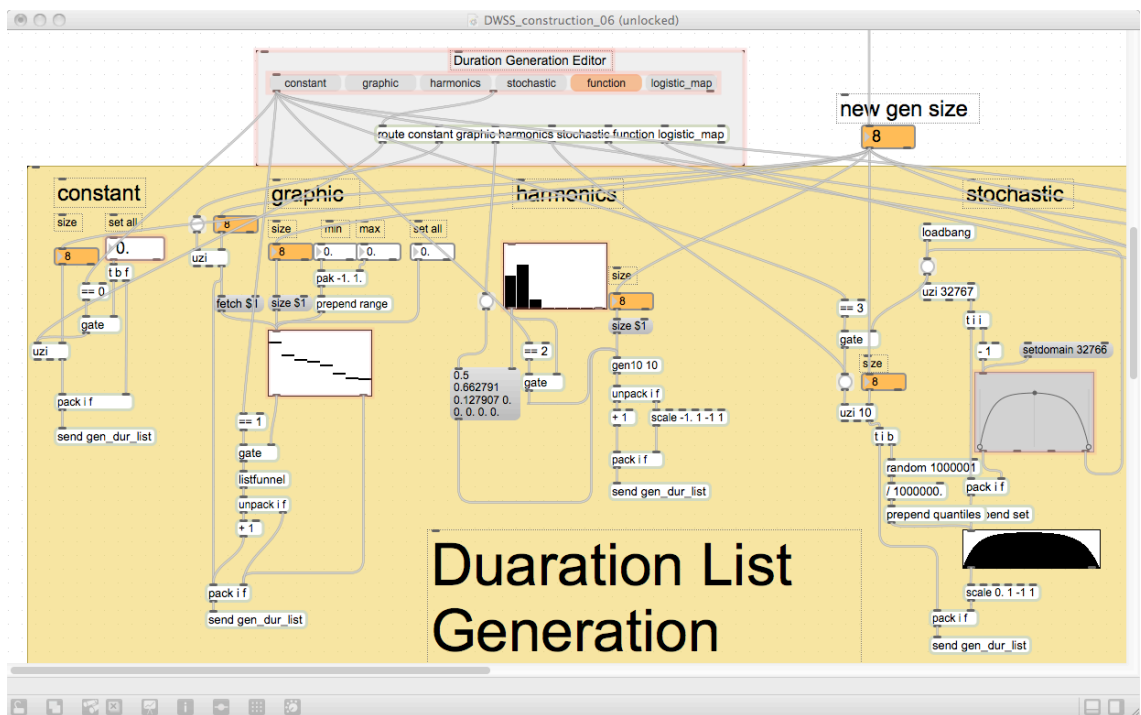 DWSS_construction_06 (unlocked)
Duration Generation Editor
constant graphic harmonics stochastic function logistic_map
route constant graphic harmonics stochastic function logistic_map
new gen size
8
constant
size
set all
8
0.
t b f
== 0
gate
uzi
pack i f
send gen_dur_list
graphic
8
uzi
size
min
max
set all
8
0.
0.
0.
pak -1. 1.
fetch $1
size $1
prepend range
== 1
gate
listfunnel
unpack i f
+ 1
pack i f
send gen_dur_list
harmonics
size
8
size $1
== 2
gate
0.5
0.662791
0.127907 0.
0. 0. 0. 0.
gen10 10
unpack i f
+ 1
scale -1. 1 -1 1
pack i f
send gen_dur_list
stochastic
loadbang
uzi 32767
t i i
- 1
setdomain 32766
== 3
gate
size
8
uzi 10
t i b
random 1000001
/ 1000000.
pack i f
prepend quantiles
end set
scale 0. 1 -1 1
pack i f
send gen_dur_list
Duaration List
Generation